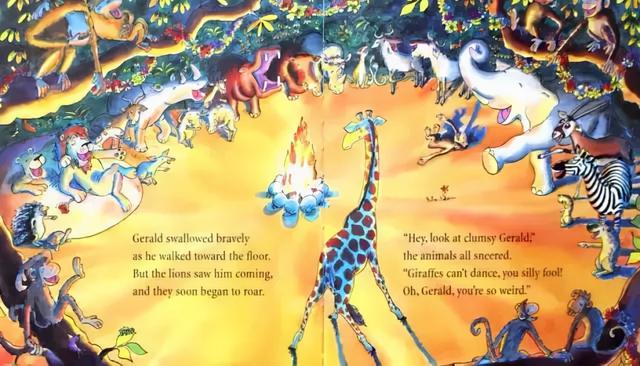 Gerald swallowed bravely
as he walked toward the floor.
But the lions saw him coming,
and they soon began to roar.
"Hey, look at clumsy Gerald,"
the animals all sneered.
"Giraffes can't dance, you silly fool!
Oh, Gerald, you're so weird."